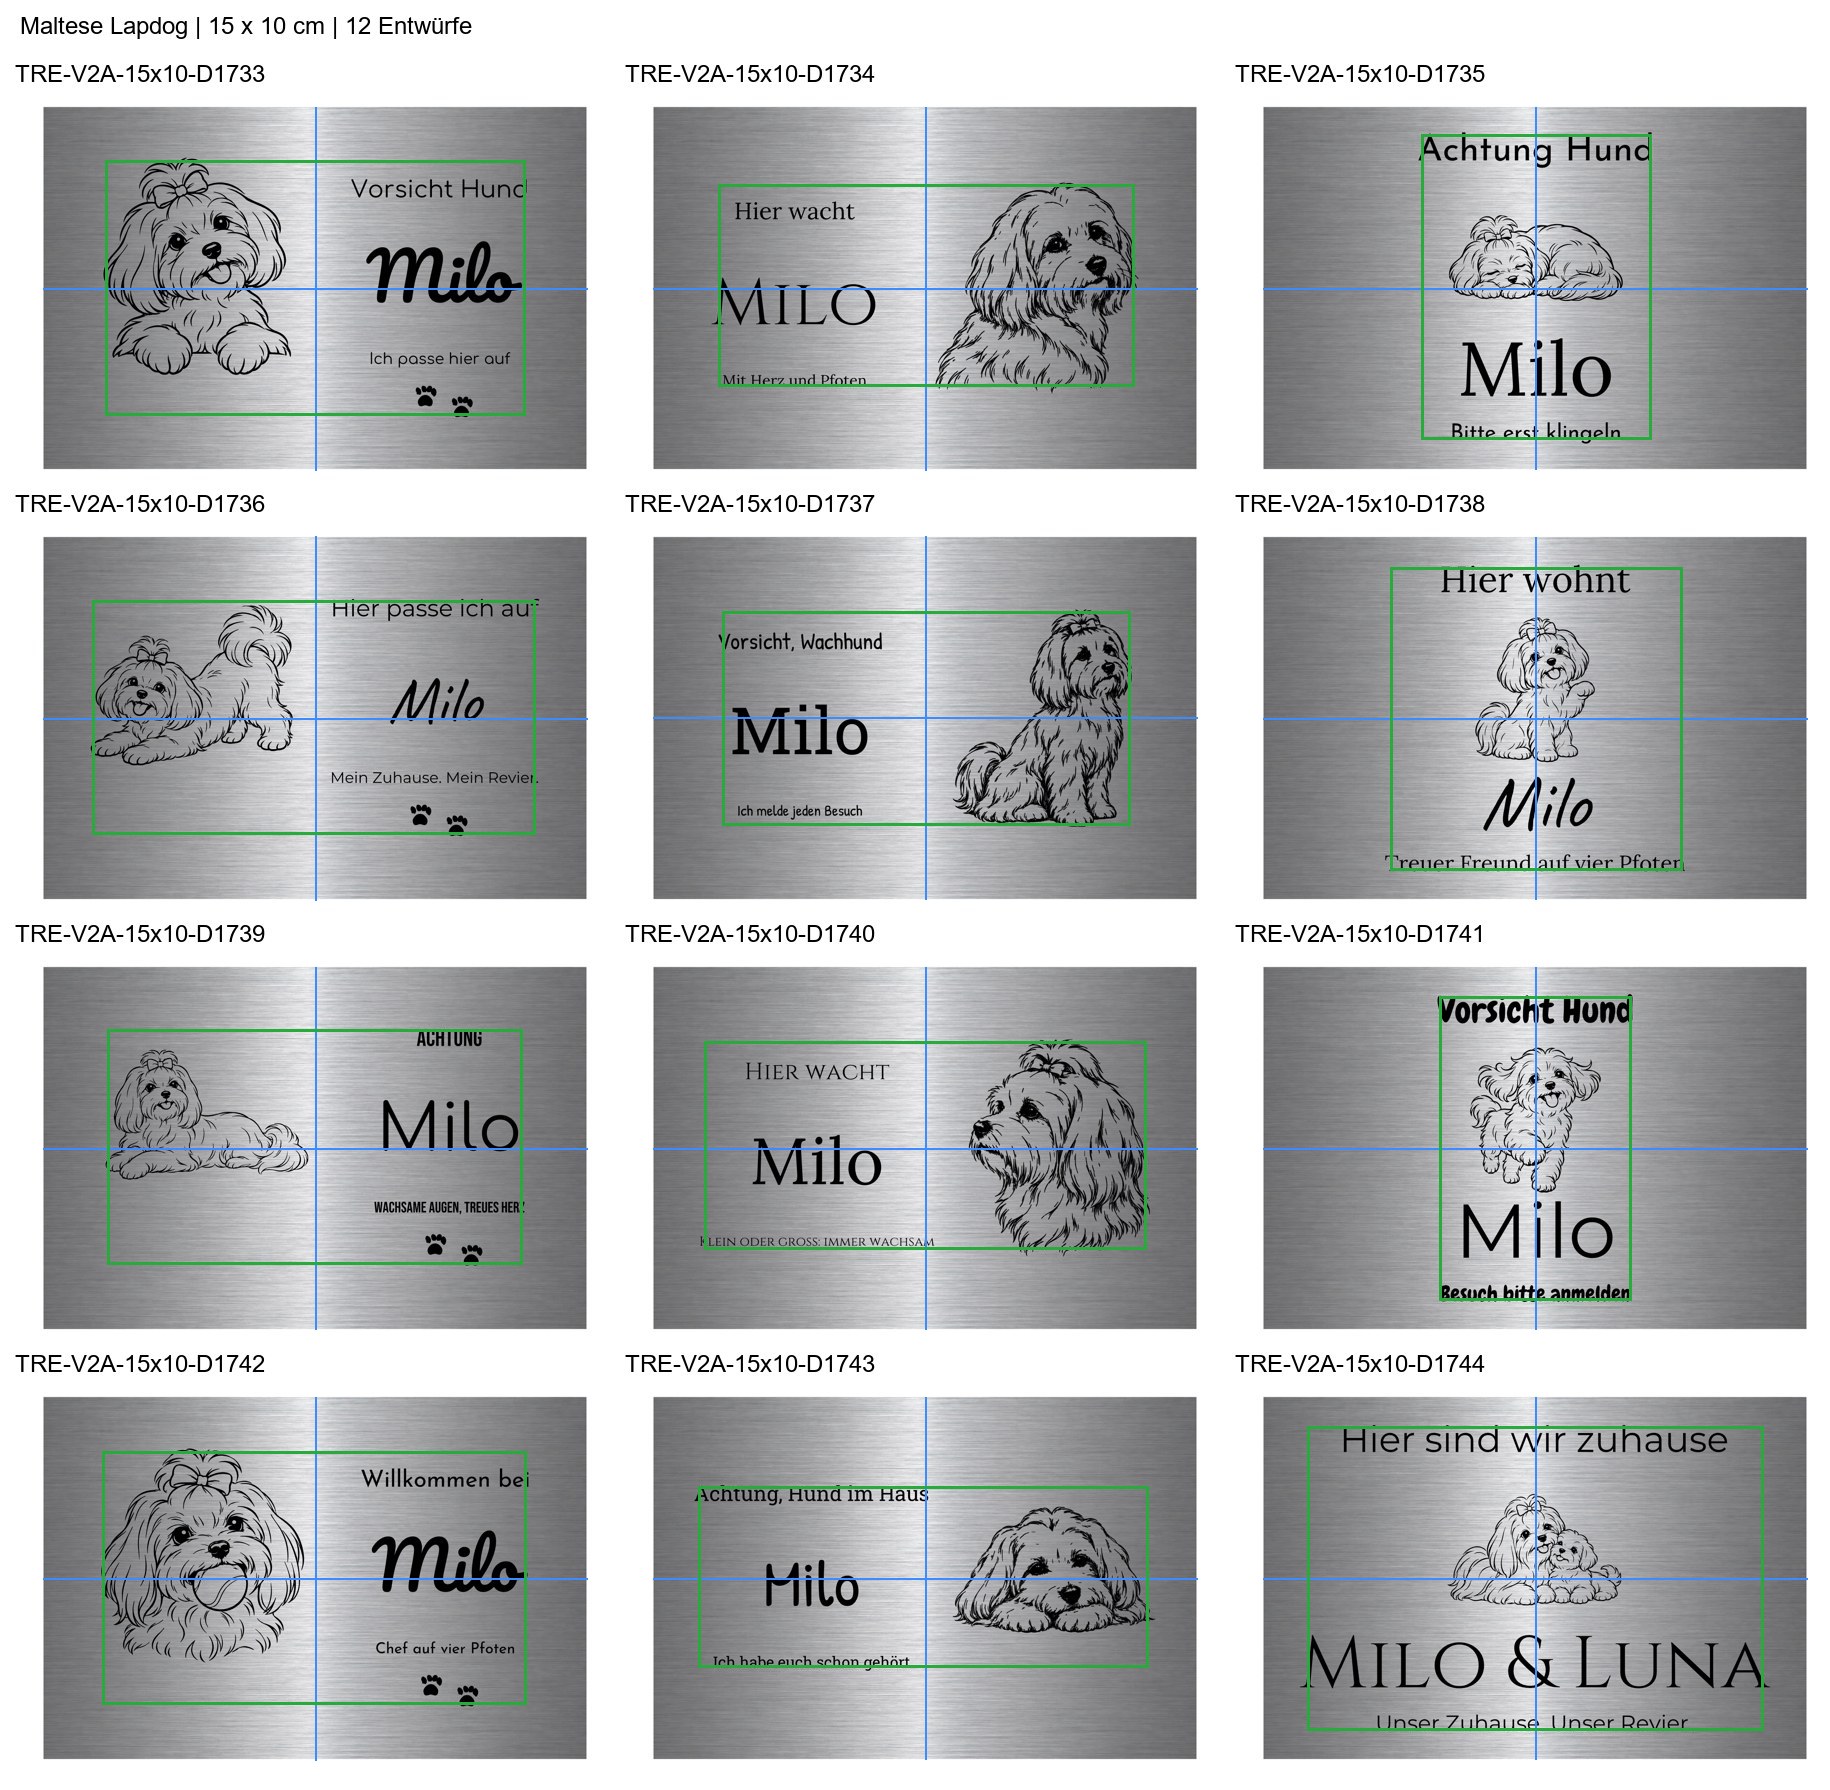 Maltese Lapdog | 15 x 10 cm | 12 Entwürfe
TRE-V2A-15x10-D1733
Vorsicht Hund
Milo
Ich passe hier auf
TRE-V2A-15x10-D1734
Hier wacht
MILO
Mit Herz und Pfoten
TRE-V2A-15x10-D1735
Achtung Hund
Milo
Bitte erst klingeln
TRE-V2A-15x10-D1736
Hier passe ich auf
Milo
Mein Zuhause. Mein Revier.
TRE-V2A-15x10-D1737
Vorsicht, Wachhund
Milo
Ich melde jeden Besuch
TRE-V2A-15x10-D1738
Hier wohnt
Milo
Treuer Freund auf vier Pfoten
TRE-V2A-15x10-D1739
ACHTUNG
Milo
WACHSAME AUGEN, TREUES HERZ
TRE-V2A-15x10-D1740
HIER WACHT
Milo
KLEIN ODER GROSS: IMMER WACHSAM
TRE-V2A-15x10-D1741
Vorsicht Hund
Milo
Besuch bitte anmelden
TRE-V2A-15x10-D1742
Willkommen bei
Milo
Chef auf vier Pfoten
TRE-V2A-15x10-D1743
Achtung, Hund im Haus
Milo
Ich habe euch schon gehört
TRE-V2A-15x10-D1744
Hier sind wir zuhause
MILO & LUNA
Unser Zuhause. Unser Revier.